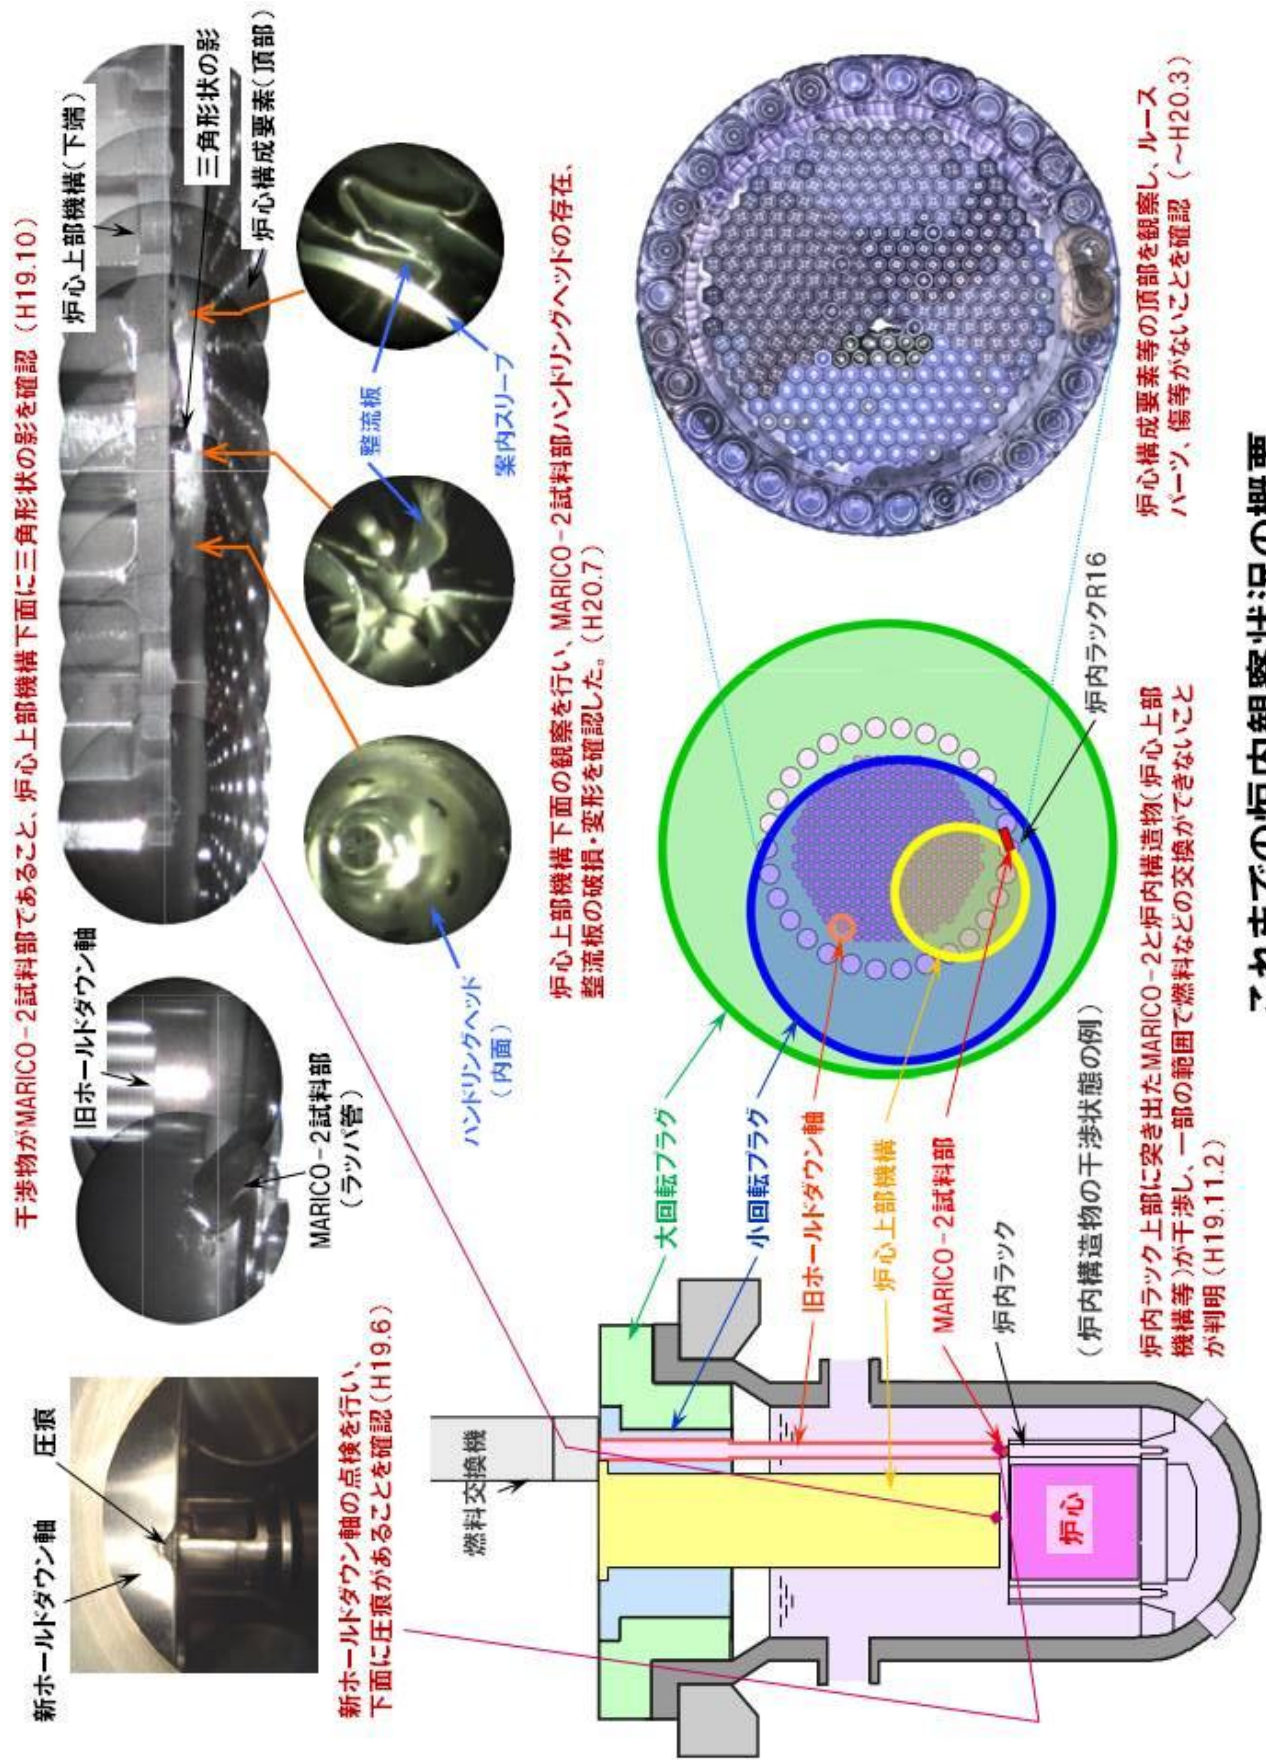 新ホールドダウン軸
圧痕
新ホールドダウン軸の点検を行い、
下面に圧痕があることを確認(H19.6)
干渉物がMARICO-2試料部であること、炉心上部機構下面に三角形状の影を確認(H19.10)
旧ホールドダウン軸
MARICO-2試料部
(ラッパ管)
炉心上部機構(下端)
三角形状の影
炉心構成要素(頂部)
ハンドリングヘッド
(内面)
整流板
案内スリーブ
炉心上部機構下面の観察を行い、MARICO-2試料部ハンドリングヘッドの存在、
整流板の破損・変形を確認した。(H20.7)
燃料交換機
大回転プラグ
小回転プラグ
旧ホールドダウン軸
炉心上部機構
MARICO-2試料部
炉内ラック
炉心
炉内ラックR16
(炉内構造物の干渉状態の例)
炉内ラック上部に突き出たMARICO-2と炉内構造物(炉心上部
機構等)が干渉し、一部の範囲で燃料などの交換ができないこと
が判明(H19.11.2)
炉心構成要素等の頂部を観察し、ルース
パーツ、傷等がないことを確認(~H20.3)
これまでの炉内観察状況の概要